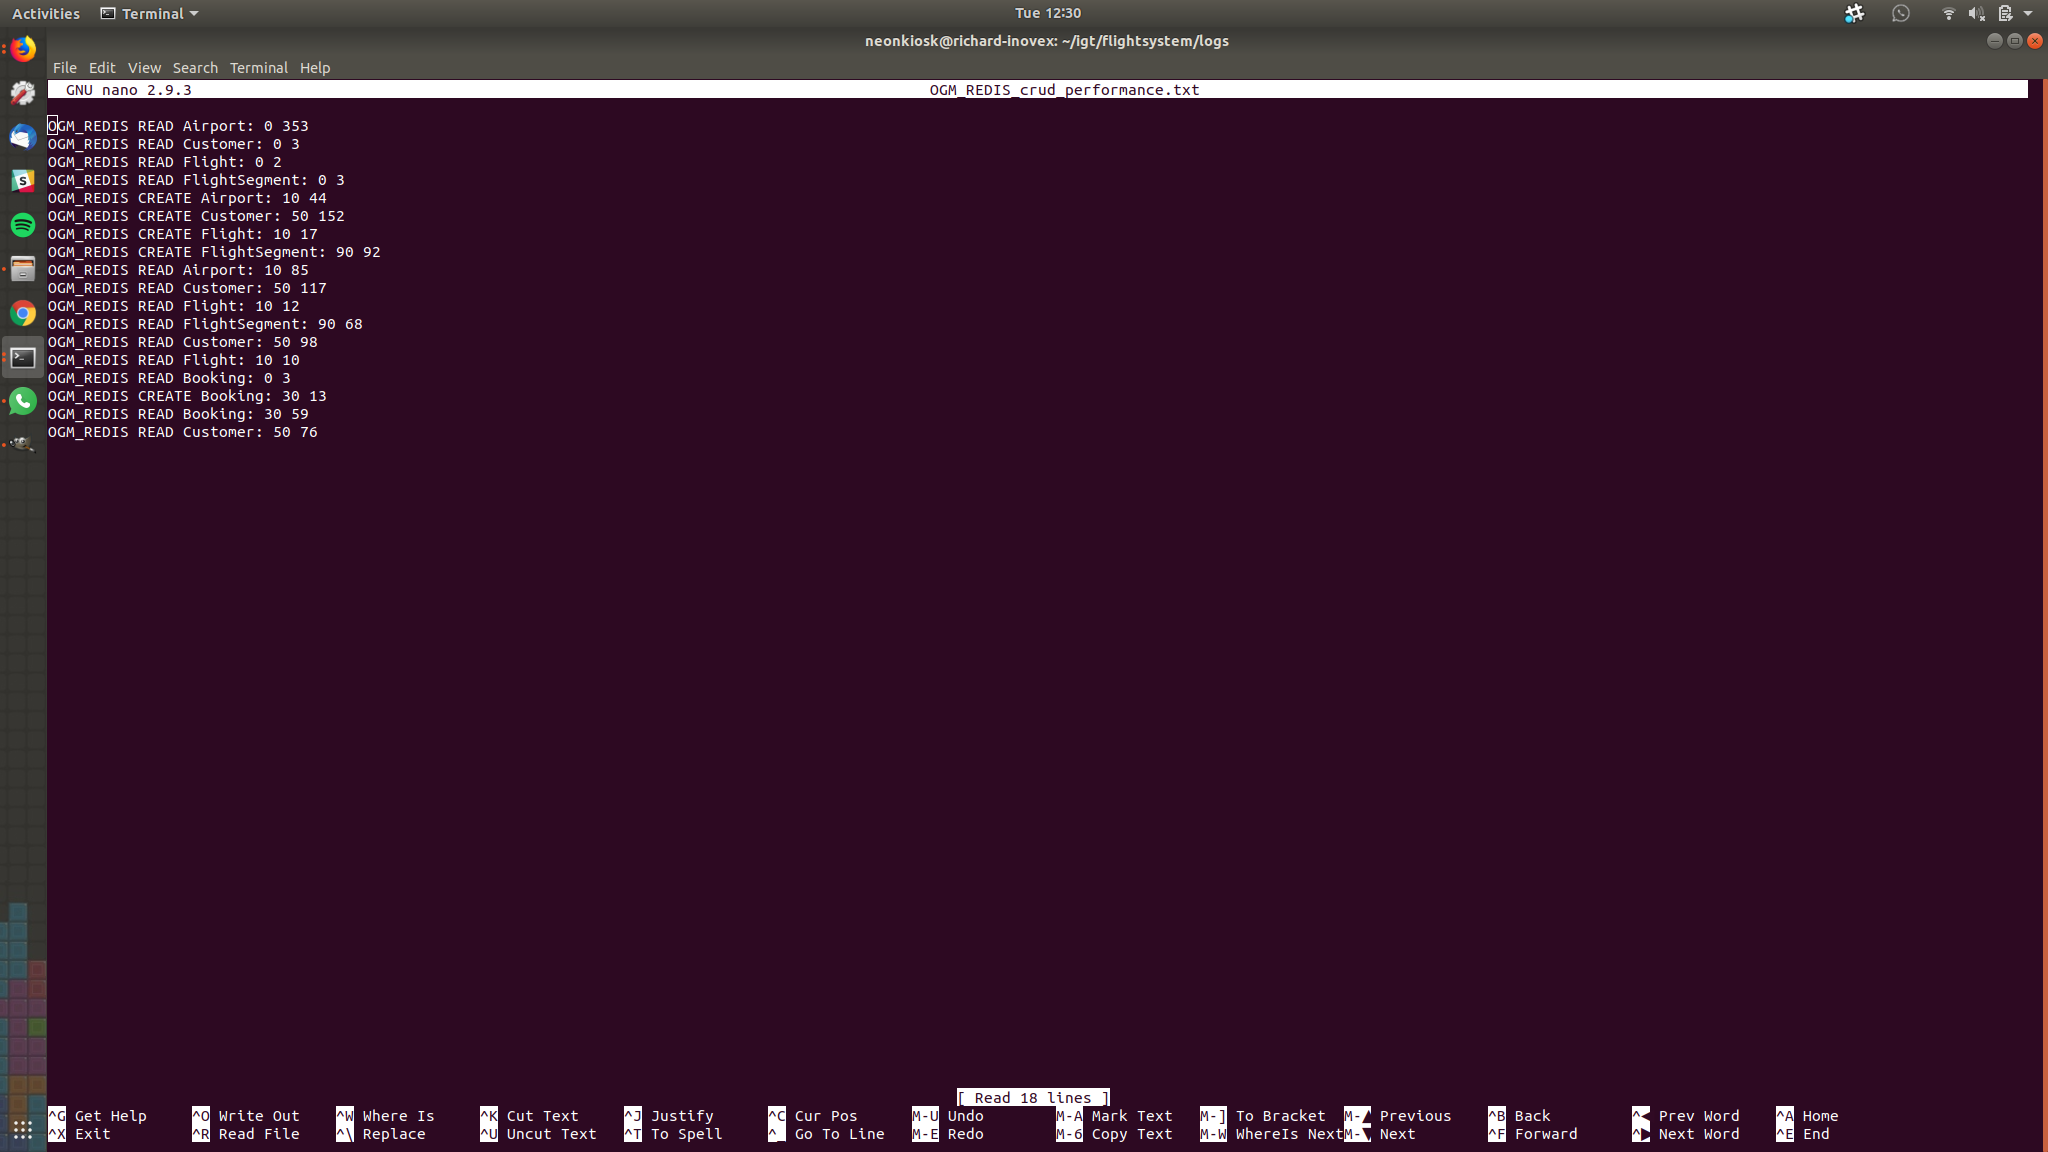 Activities Terminal Tue 12:30
neonkiosk@richard-inovex: ~/igt/flightsystem/logs
File Edit View Search Terminal Help
GNU nano 2.9.3 OGM_REDIS_crud_performance.txt
OGM_REDIS READ Airport: 0 353
OGM_REDIS READ Customer: 0 3
OGM_REDIS READ Flight: 0 2
OGM_REDIS READ FlightSegment: 0 3
OGM_REDIS CREATE Airport: 10 44
OGM_REDIS CREATE Customer: 50 152
OGM_REDIS CREATE Flight: 10 17
OGM_REDIS CREATE FlightSegment: 90 92
OGM_REDIS READ Airport: 10 85
OGM_REDIS READ Customer: 50 117
OGM_REDIS READ Flight: 10 12
OGM_REDIS READ FlightSegment: 90 68
OGM_REDIS READ Customer: 50 98
OGM_REDIS READ Flight: 10 10
OGM_REDIS READ Booking: 0 3
OGM_REDIS CREATE Booking: 30 13
OGM_REDIS READ Booking: 30 59
OGM_REDIS READ Customer: 50 76
[ Read 18 lines ]
^G Get Help ^O Write Out ^W Where Is ^K Cut Text ^J Justify ^C Cur Pos M-U Undo M-A Mark Text M-] To Bracket M-▲ Previous ^B Back ^◀ Prev Word ^A Home
^X Exit ^R Read File ^\ Replace ^U Uncut Text ^T To Spell ^_ Go To Line M-E Redo M-6 Copy Text M-W WhereIs Next M-▼ Next ^F Forward ^▶ Next Word ^E End